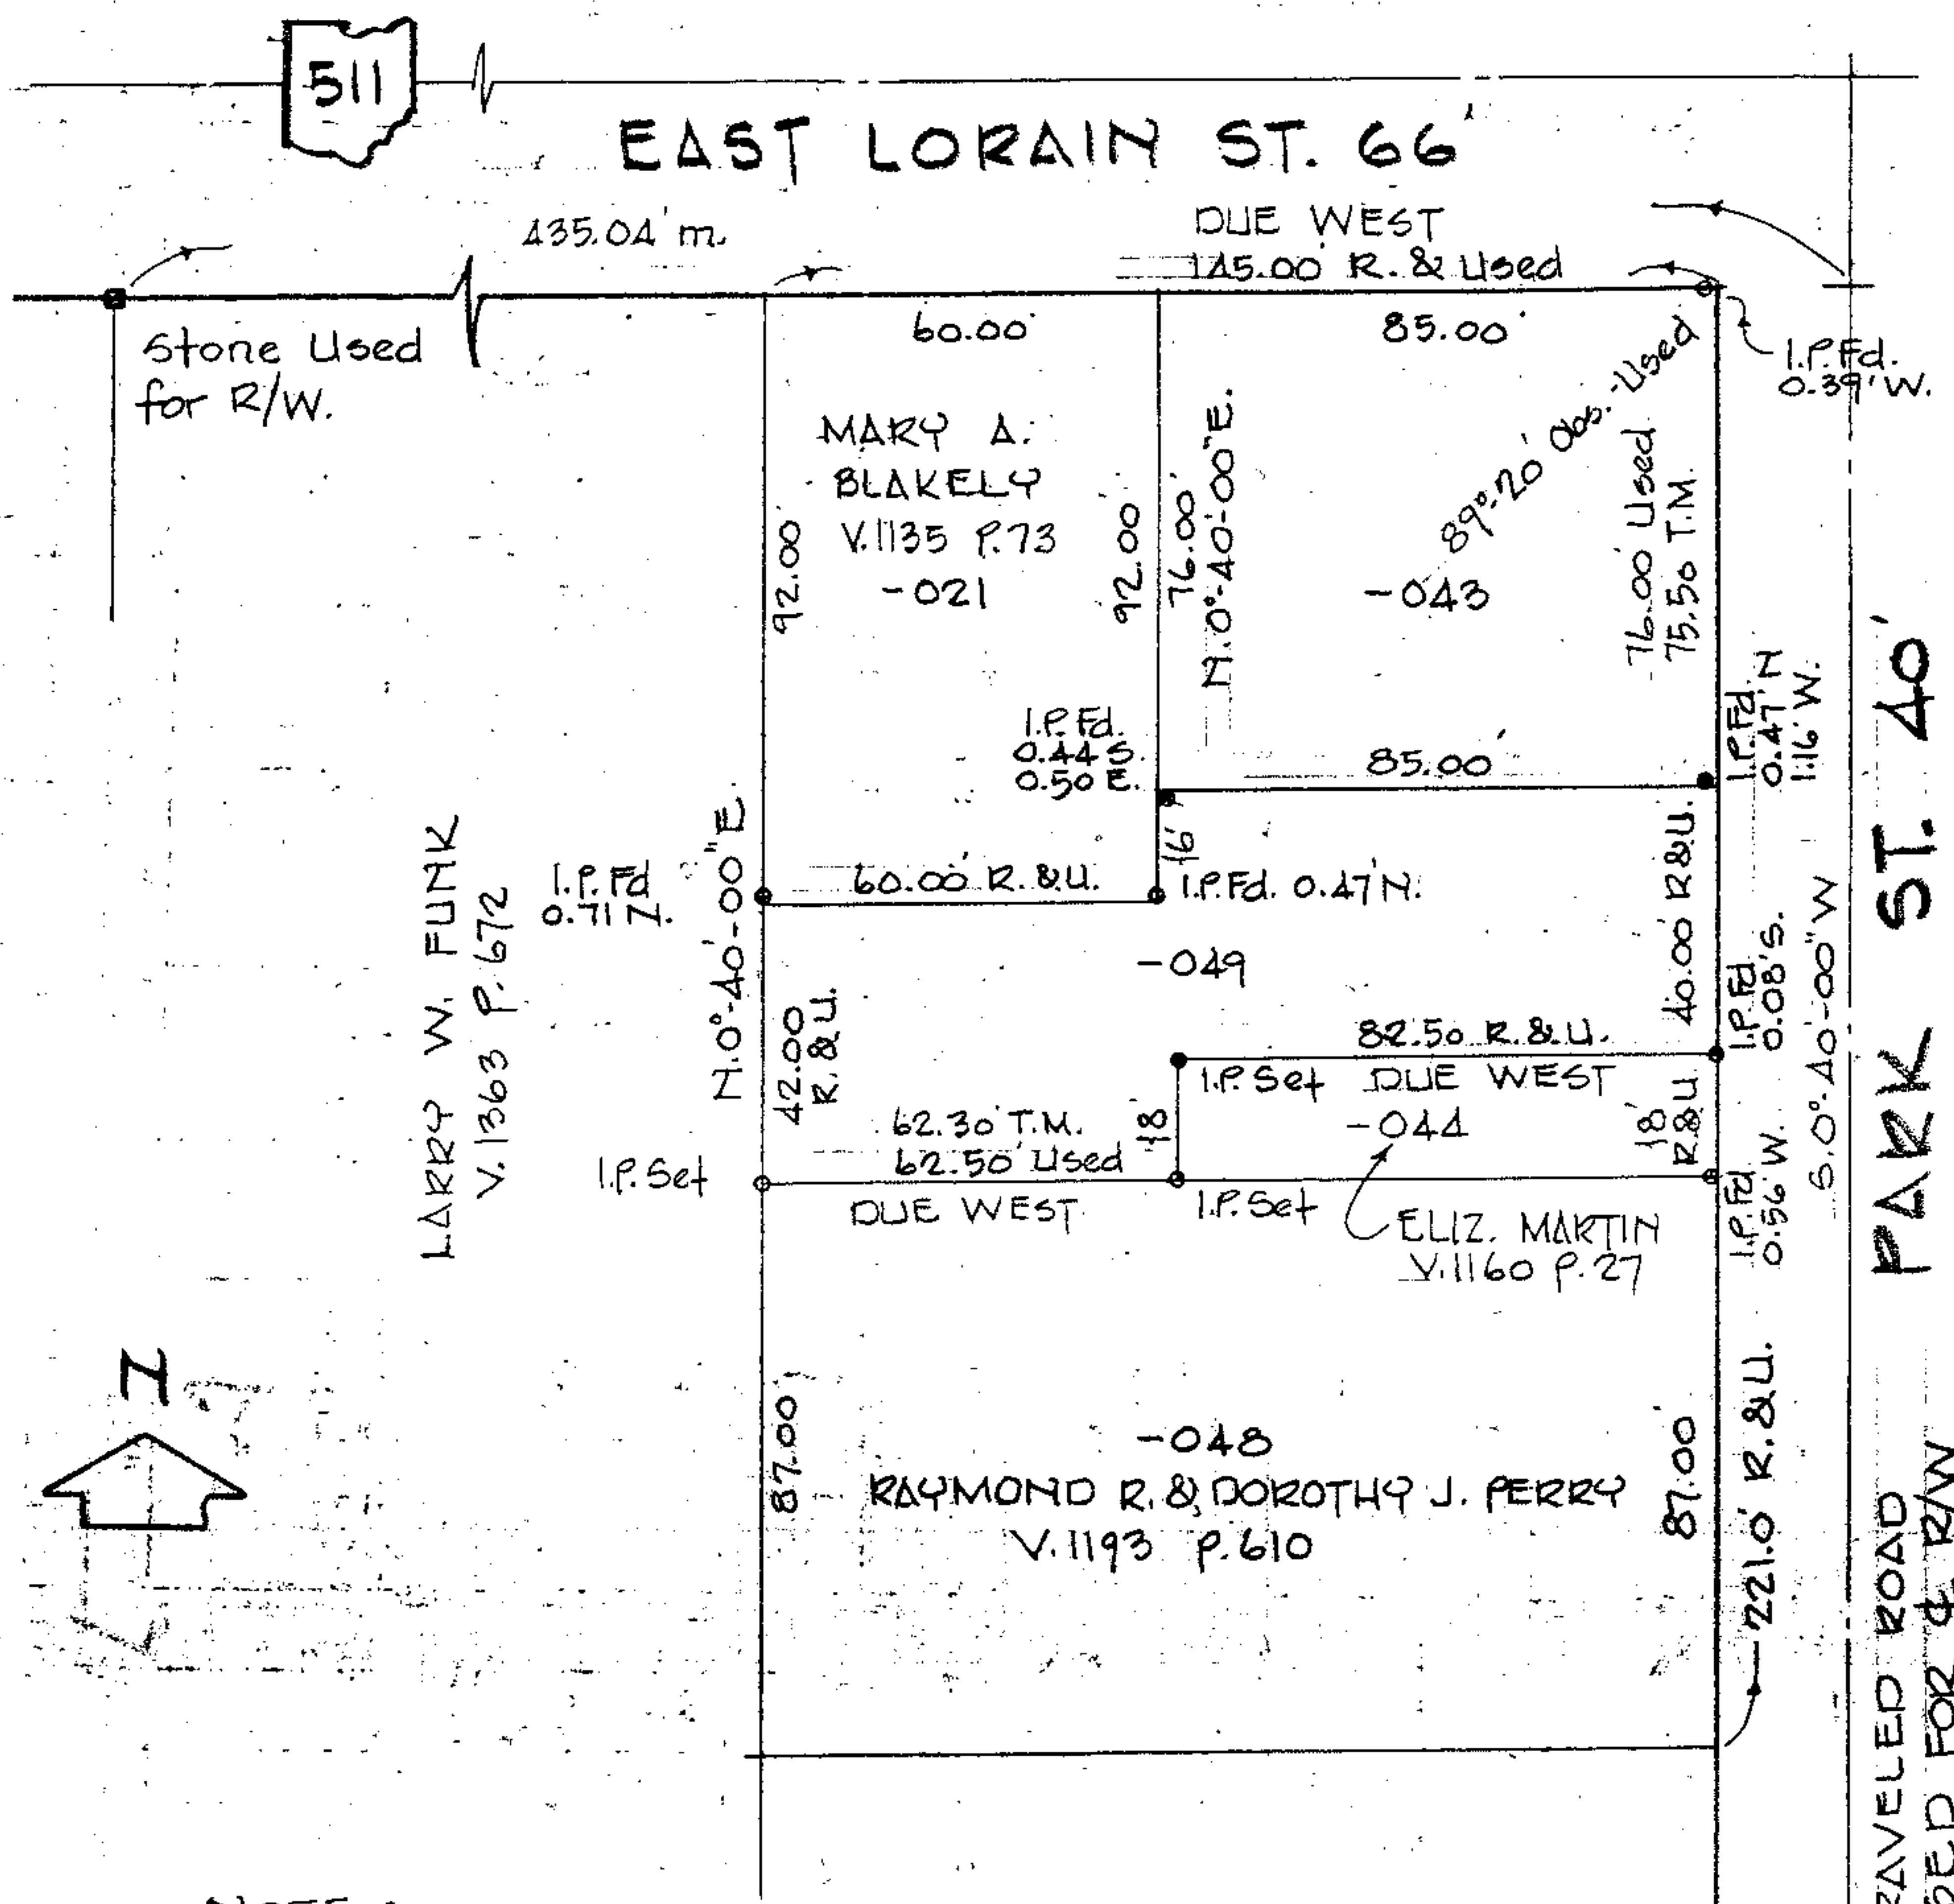 511
EAST LORAIN ST. 66'
435.04' m.
DUE WEST
145.00' R. & Used
Stone Used
for R/W.
60.00'
85.00'
I.P. Fd.
0.39' W.
MARY A.
BLAKELY
V.1135 P.73
-021
92.00'
92.00'
76.00'
N.0°-40'-00"E.
89°-20' Obs.-Used
-043
76.00' Used
75.50 T.M.
I.P. Fd.
0.44 S.
0.50 E.
85.00'
I.P. Fd.
0.47' N
1.16' W.
16'
LARRY W. FUNK
V.1363 P.672
I.P. Fd
0.71 N.
N.0°-40'-00"E.
60.00' R. & U.
I.P. Fd. 0.47' N.
40.00 R&U.
-049
42.00
R. & U.
82.50 R. & U.
I.P. Set DUE WEST
I.P. Fd.
0.08' S.
S.0°-40'-00"W
PARK ST. 40'
62.30' T.M.
62.50' Used
18'
-044
18'
R&U
I.P. Set
DUE WEST
I.P. Set
I.P. Fd
0.56' W.
ELIZ. MARTIN
V.1160 P.27
N
87.00'
-048
RAYMOND R. & DOROTHY J. PERRY
V.1193 P.610
87.00'
221.0' R. & U.
RAVELED ROAD
SED FOR ℄ R/W